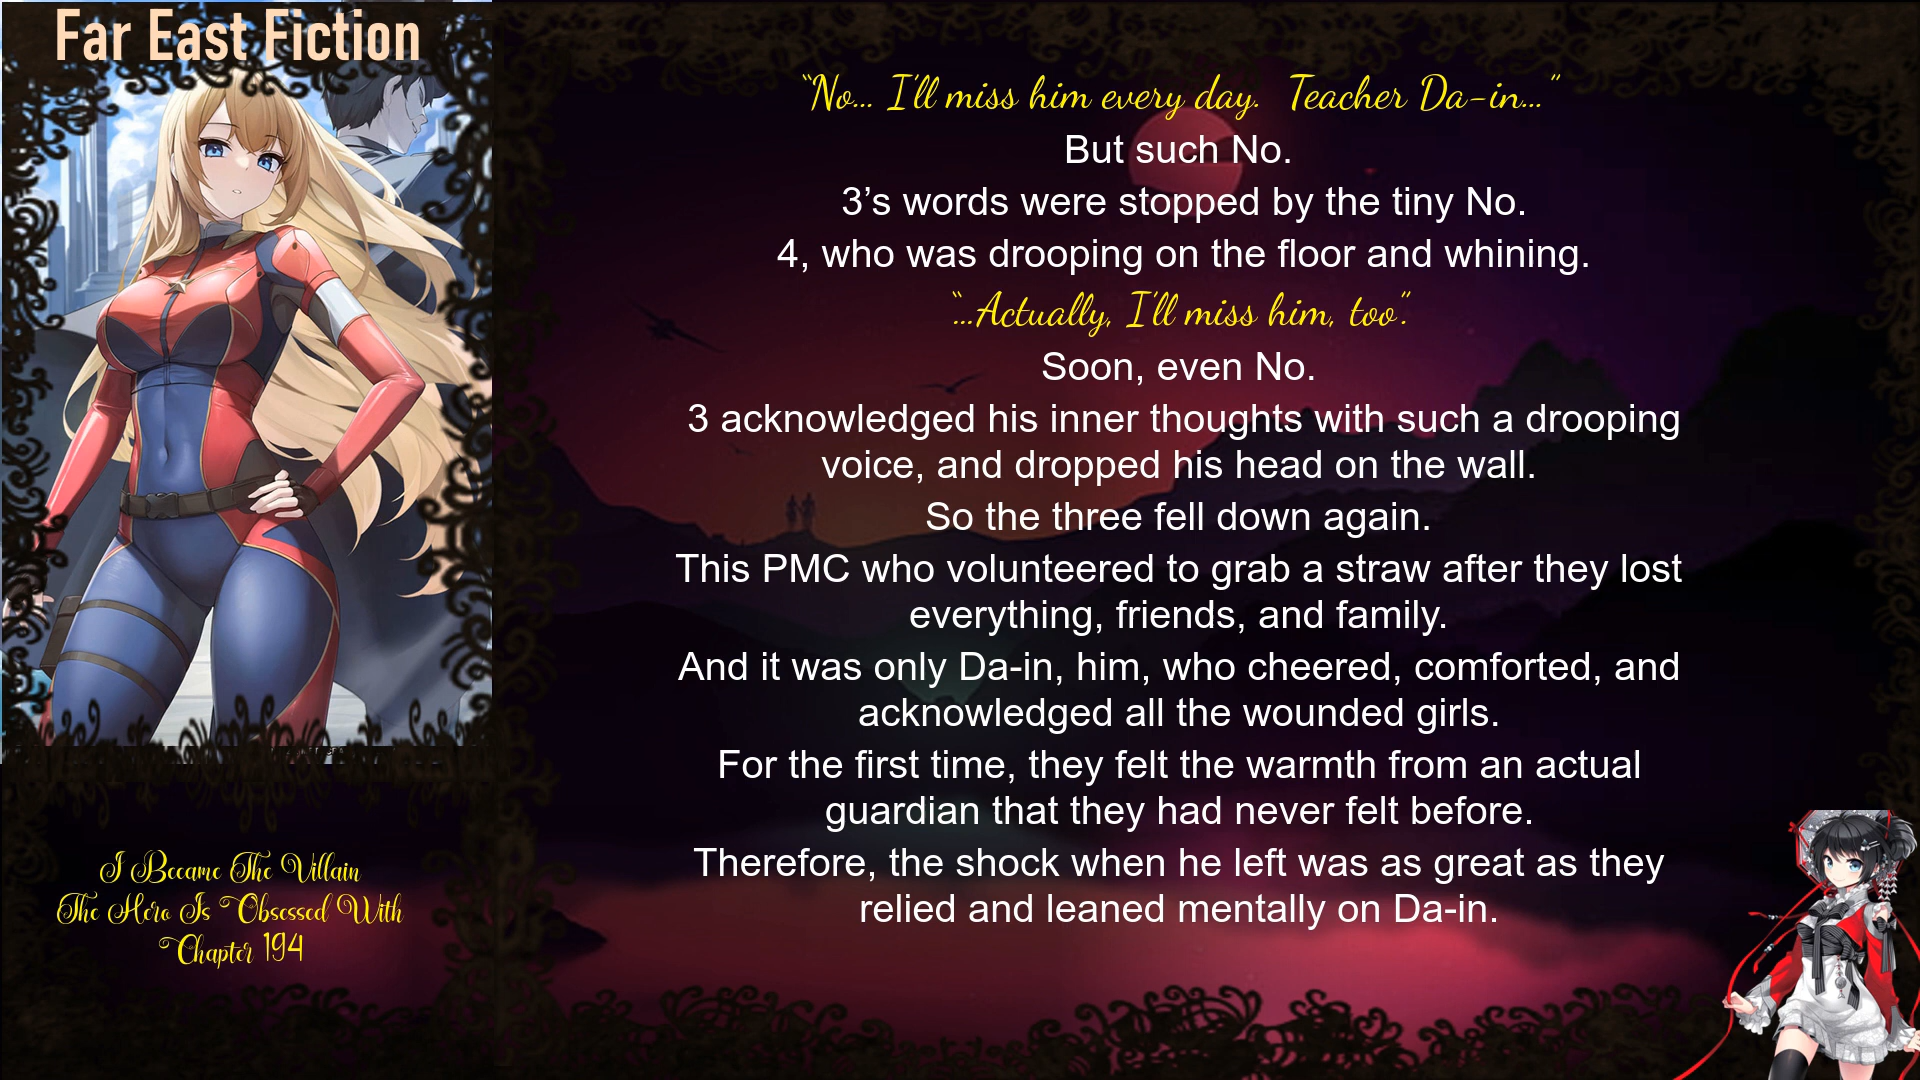 Far East Fiction
“No... I’ll miss him every day. Teacher Da-in...”
But such No.
3’s words were stopped by the tiny No.
4, who was drooping on the floor and whining.
“...Actually, I’ll miss him, too”.
Soon, even No.
3 acknowledged his inner thoughts with such a drooping
voice, and dropped his head on the wall.
So the three fell down again.
This PMC who volunteered to grab a straw after they lost
everything, friends, and family.
And it was only Da-in, him, who cheered, comforted, and
acknowledged all the wounded girls.
For the first time, they felt the warmth from an actual
guardian that they had never felt before.
Therefore, the shock when he left was as great as they
relied and leaned mentally on Da-in.
I Became The Villain
The Hero Is Obsessed With
Chapter 194